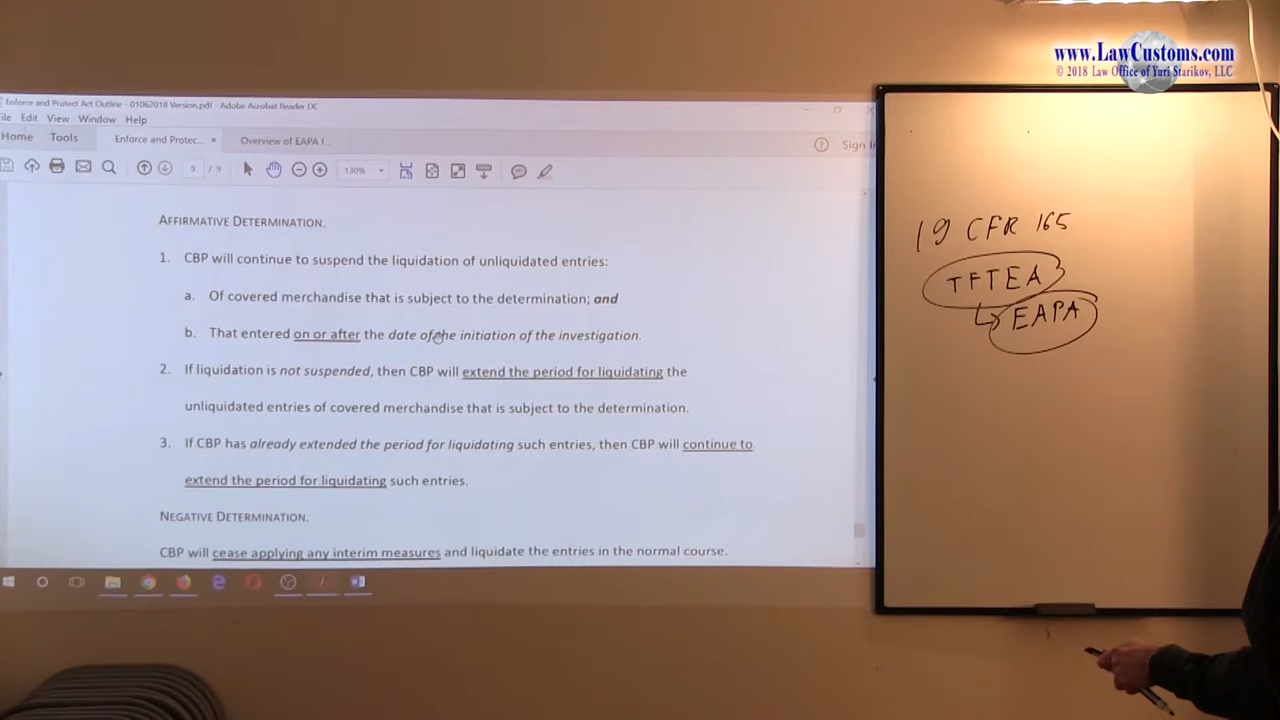 www.LawCustoms.com
© 2018 Law Office of Yuri Starikov, LLC
Enforce and Protect Act Outline - 01062018 Version.pdf - Adobe Acrobat Reader DC
ile Edit View Window Help
Home Tools Enforce and Protec... × Overview of EAPA I... Sign In
9 / 9 130%
AFFIRMATIVE DETERMINATION.
1. CBP will continue to suspend the liquidation of unliquidated entries:
a. Of covered merchandise that is subject to the determination; and
b. That entered on or after the date of the initiation of the investigation.
2. If liquidation is not suspended, then CBP will extend the period for liquidating the
unliquidated entries of covered merchandise that is subject to the determination.
3. If CBP has already extended the period for liquidating such entries, then CBP will continue to
extend the period for liquidating such entries.
NEGATIVE DETERMINATION.
CBP will cease applying any interim measures and liquidate the entries in the normal course.
19 CFR 165
TFTEA
EAPA